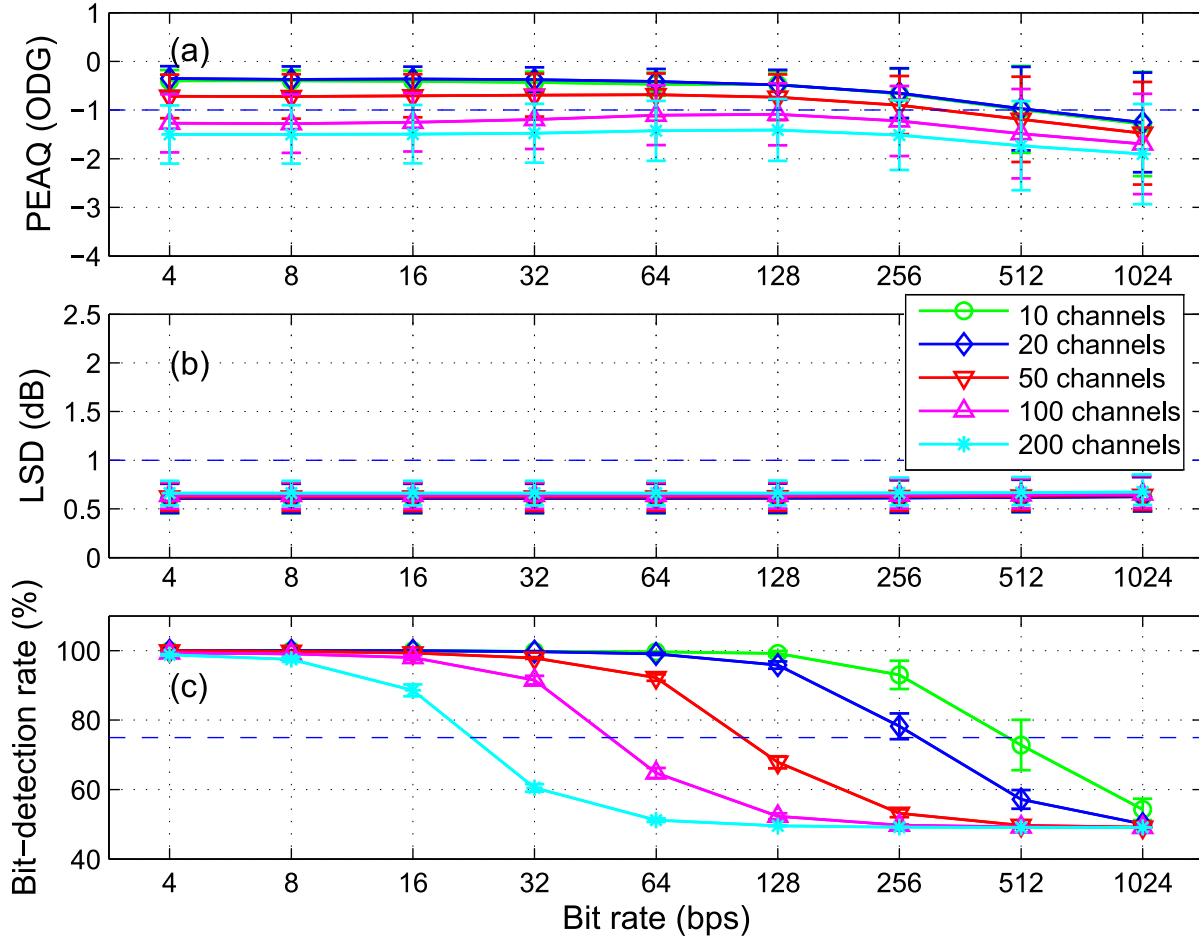 PEAQ (ODG)
(a)
1
0
−1
−2
−3
−4
4 8 16 32 64 128 256 512 1024
LSD (dB)
(b)
2.5
2
1.5
1
0.5
0
4 8 16 32 64 128 256 512 1024
10 channels
20 channels
50 channels
100 channels
200 channels
Bit−detection rate (%)
(c)
100
80
60
40
4 8 16 32 64 128 256 512 1024
Bit rate (bps)